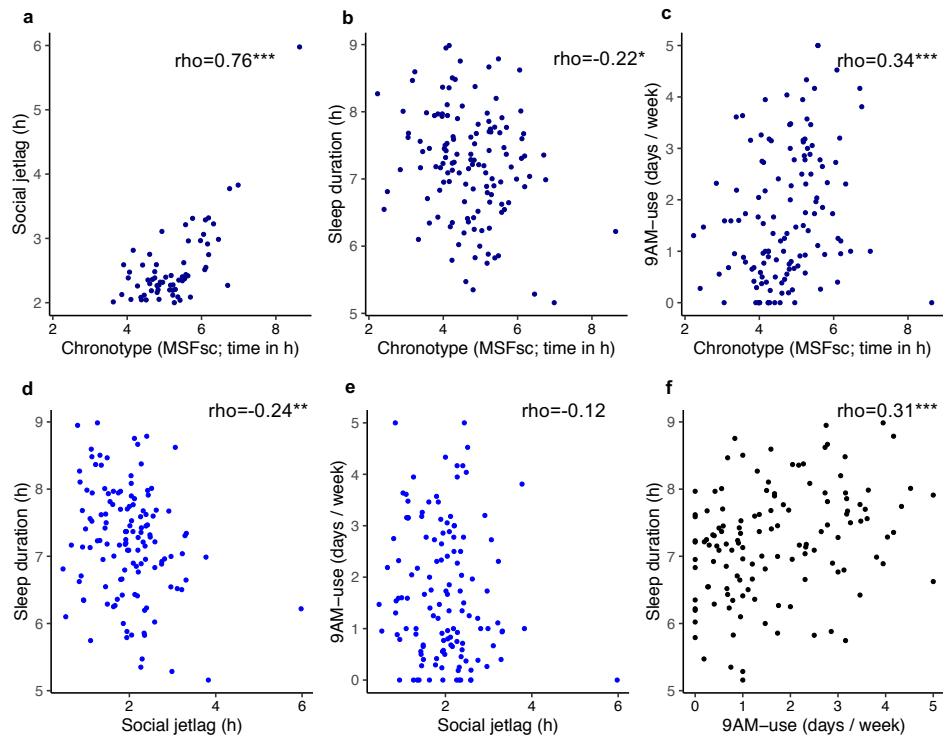 a
rho=0.76***
Social jetlag (h)
6
5
4
3
2
2 4 6 8
Chronotype (MSFsc; time in h)
b
rho=-0.22*
Sleep duration (h)
9
8
7
6
5
2 4 6 8
Chronotype (MSFsc; time in h)
c
rho=0.34***
9AM−use (days / week)
5
4
3
2
1
0
2 4 6 8
Chronotype (MSFsc; time in h)
d
rho=-0.24**
Sleep duration (h)
9
8
7
6
5
0 2 4 6
Social jetlag (h)
e
rho=-0.12
9AM−use (days / week)
5
4
3
2
1
0
0 2 4 6
Social jetlag (h)
f
rho=0.31***
Sleep duration (h)
9
8
7
6
5
0 1 2 3 4 5
9AM−use (days / week)